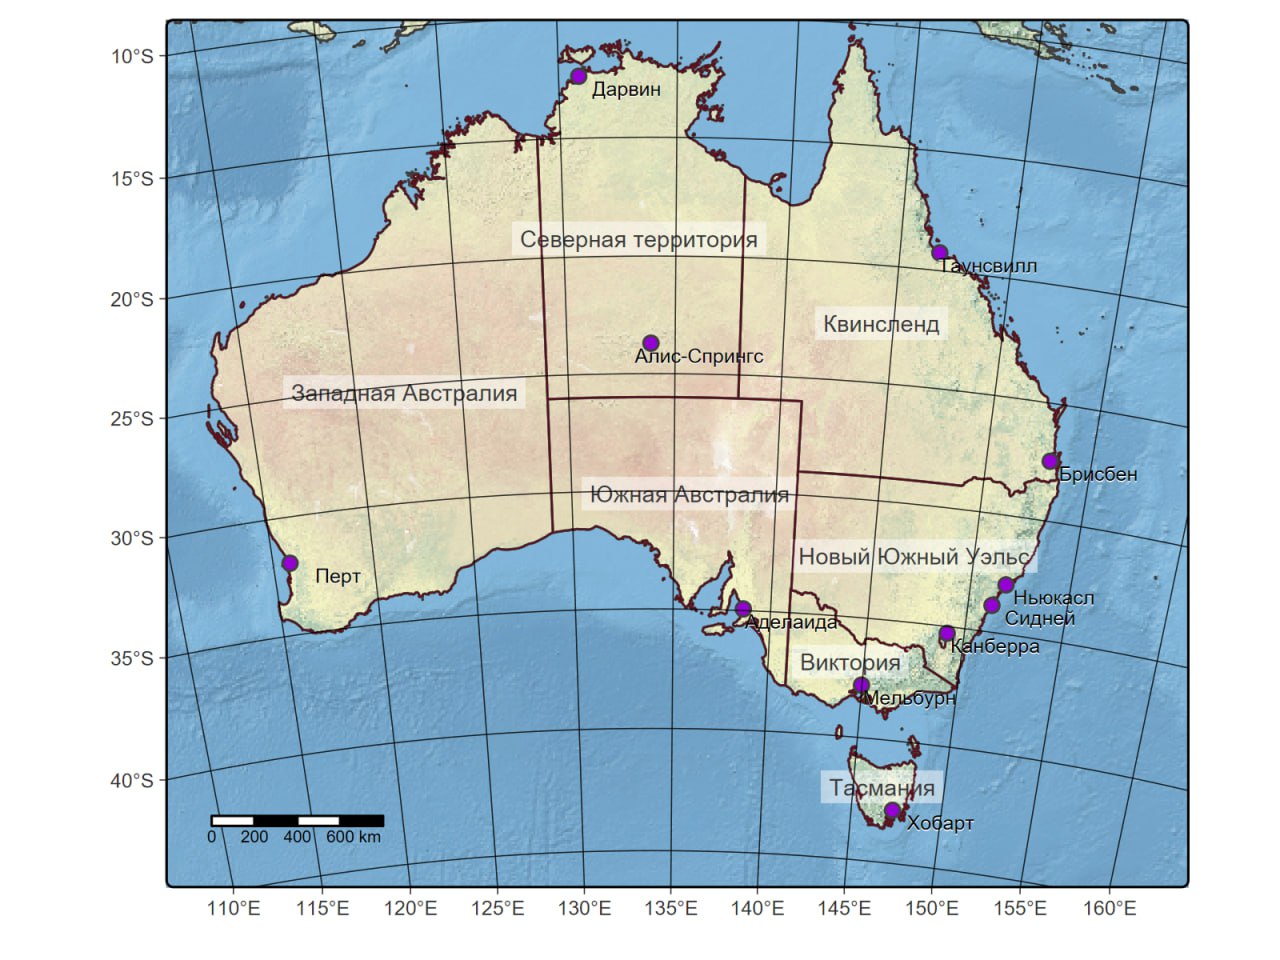 10°S
Дарвин
15°S
Северная территория
Таунсвилл
20°S
Квинсленд
Алис-Спрингс
Западная Австралия
25°S
Брисбен
Южная Австралия
30°S
Новый Южный Уэльс
Перт
Ньюкасл
Сидней
Аделаида
Канберра
35°S
Виктория
Мельбурн
40°S
Тасмания
Хобарт
0 200 400 600 km
110°E 115°E 120°E 125°E 130°E 135°E 140°E 145°E 150°E 155°E 160°E